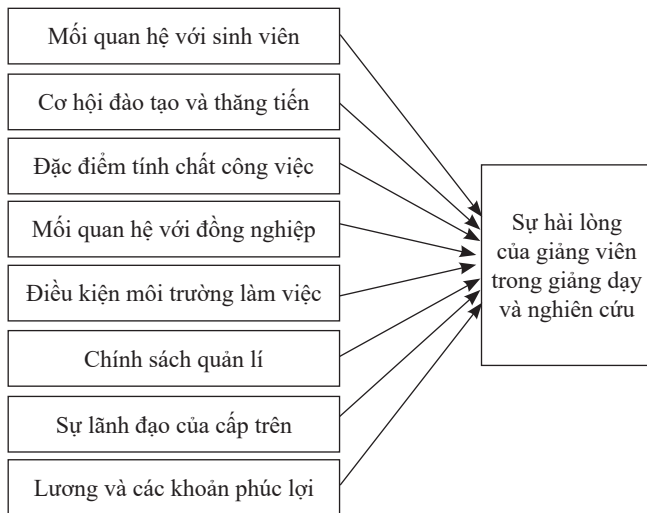 Mối quan hệ với sinh viên
Cơ hội đào tạo và thăng tiến
Đặc điểm tính chất công việc
Mối quan hệ với đồng nghiệp
Điều kiện môi trường làm việc
Chính sách quản lí
Sự lãnh đạo của cấp trên
Lương và các khoản phúc lợi
Sự hài lòng
của giảng viên
trong giảng dạy
và nghiên cứu